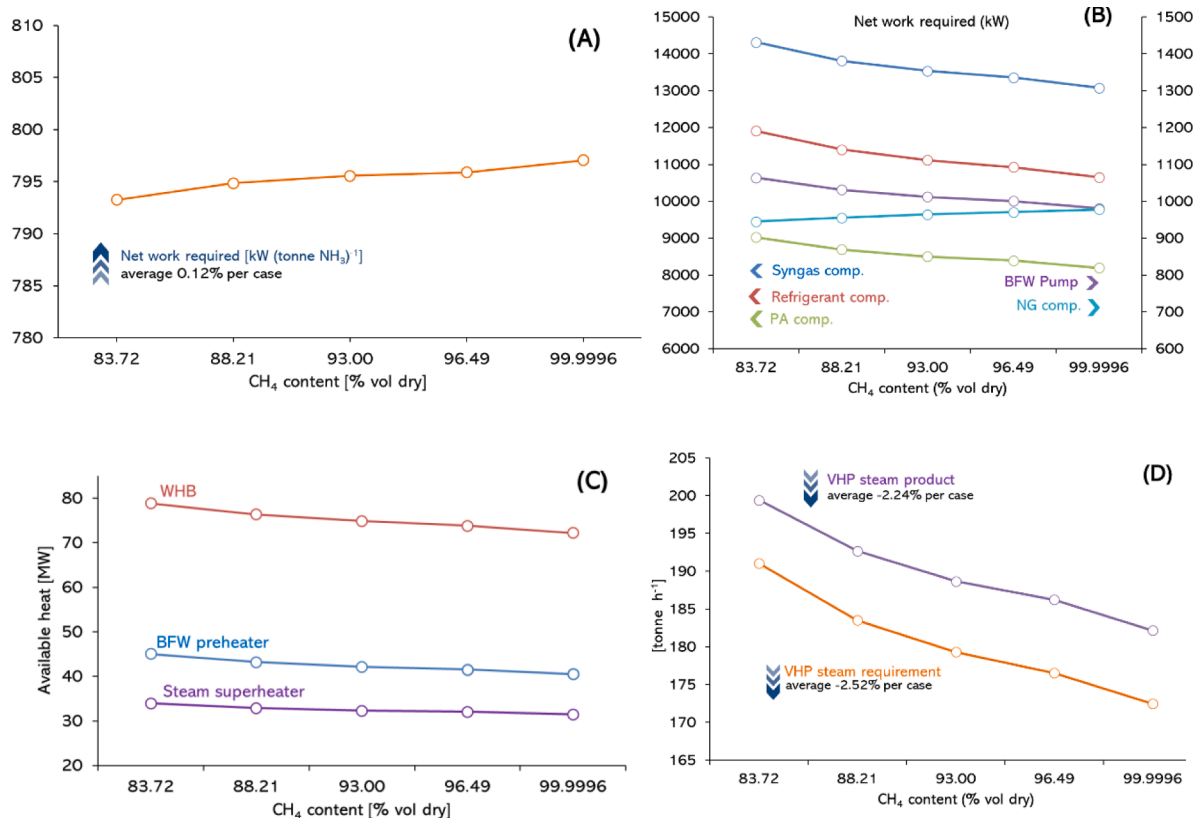 (A)
810
805
800
795
790
785
780
Net work required [kW (tonne NH₃)⁻¹]
average 0.12% per case
83.72 88.21 93.00 96.49 99.9996
CH₄ content [% vol dry]
(B)
Net work required (kW)
15000 1500
14000 1400
13000 1300
12000 1200
11000 1100
10000 1000
9000 900
8000 800
7000 700
6000 600
Syngas comp.
BFW Pump
Refrigerant comp.
NG comp.
PA comp.
83.72 88.21 93.00 96.49 99.9996
CH₄ content (% vol dry)
(C)
Available heat [MW]
80
70
60
50
40
30
20
WHB
BFW preheater
Steam superheater
83.72 88.21 93.00 96.49 99.9996
CH₄ content [% vol dry]
(D)
[tonne h⁻¹]
205
200
195
190
185
180
175
170
165
VHP steam product
average -2.24% per case
VHP steam requirement
average -2.52% per case
83.72 88.21 93.00 96.49 99.9996
CH₄ content (% vol dry)